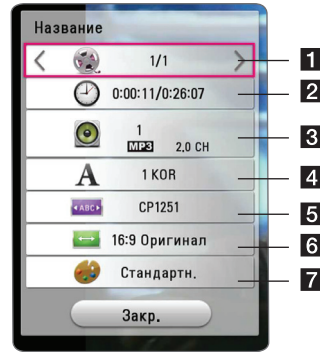 Название
1/1 1
0:00:11/0:26:07 2
1 3
MP3 2.0 CH
A 1 KOR 4
ABC CP1251 5
16:9 Оригинал 6
Стандартн. 7
Закр.